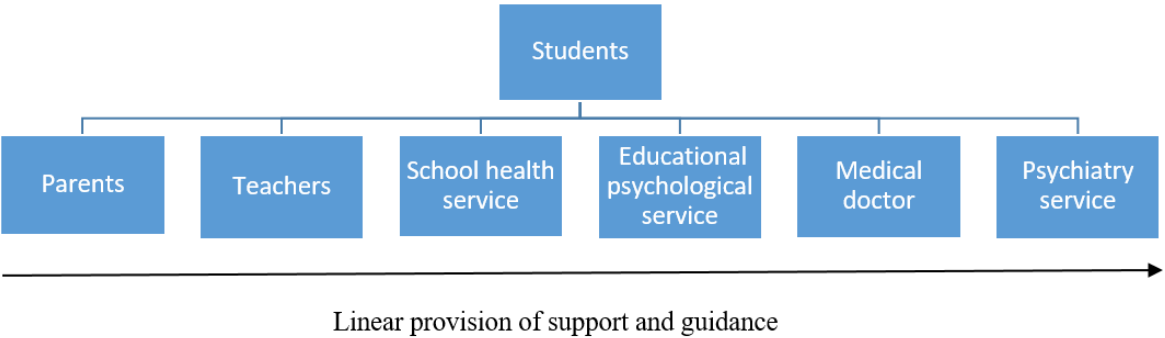 Students
Parents
Teachers
School health
service
Educational
psychological
service
Medical
doctor
Psychiatry
service
Linear provision of support and guidance